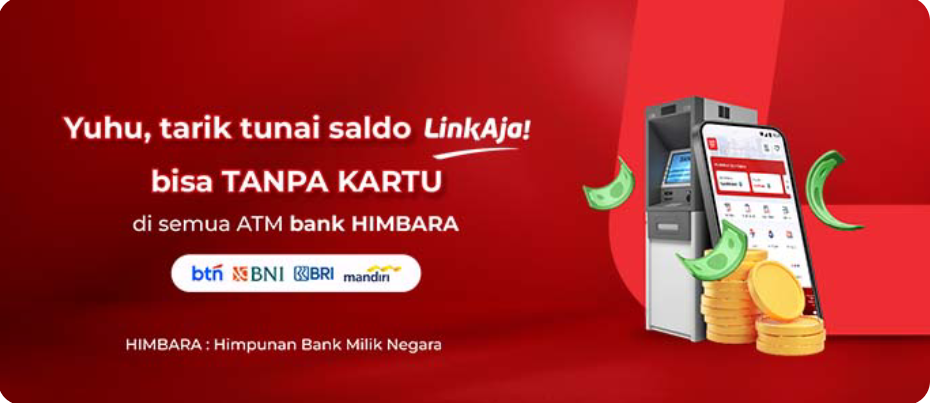 Yuhu, tarik tunai saldo LinkAja!
bisa TANPA KARTU
di semua ATM bank HIMBARA
btn BNI BRI mandiri
HIMBARA : Himpunan Bank Milik Negara